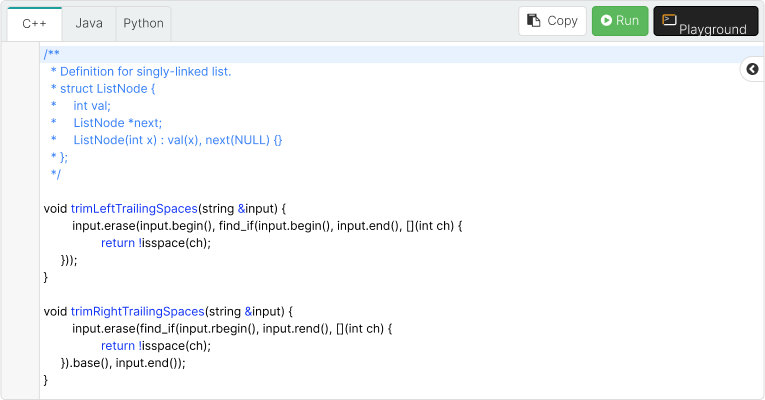 C++ Java Python Copy Run Playground
/**
 * Definition for singly-linked list.
 * struct ListNode {
 *     int val;
 *     ListNode *next;
 *     ListNode(int x) : val(x), next(NULL) {}
 * };
 */
void trimLeftTrailingSpaces(string &input) {
        input.erase(input.begin(), find_if(input.begin(), input.end(), [](int ch) {
                return !isspace(ch);
     }));
}
void trimRightTrailingSpaces(string &input) {
        input.erase(find_if(input.rbegin(), input.rend(), [](int ch) {
                return !isspace(ch);
     }).base(), input.end());
}